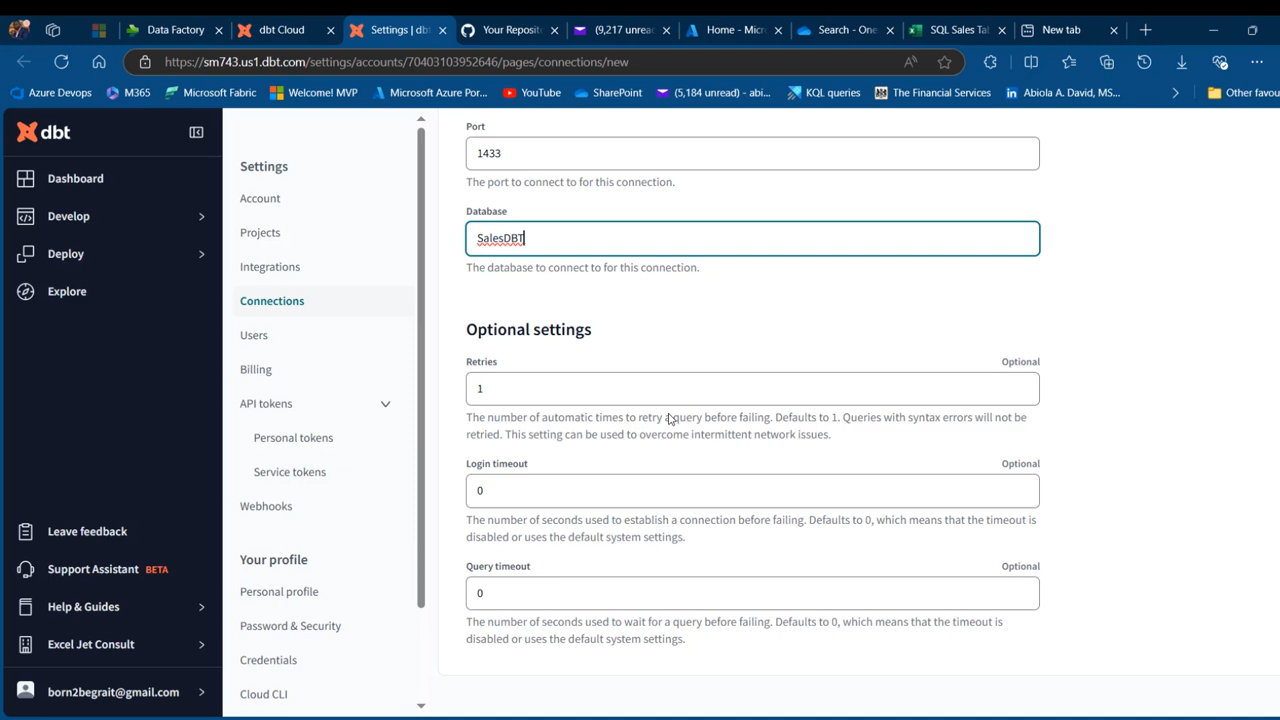 Data Factory
dbt Cloud
Settings | dbt
Your Reposit
(9,217 unrea
Home - Micr
Search - One
SQL Sales Tal
New tab
https://sm743.us1.dbt.com/settings/accounts/70403103952646/pages/connections/new
Azure Devops
M365
Microsoft Fabric
Welcome! MVP
Microsoft Azure Por...
YouTube
SharePoint
(5,184 unread) - abi...
KQL queries
The Financial Services
Abiola A. David, MS...
Other favou
dbt
Dashboard
Develop
Deploy
Explore
Leave feedback
Support Assistant BETA
Help & Guides
Excel Jet Consult
born2begrait@gmail.com
Settings
Account
Projects
Integrations
Connections
Users
Billing
API tokens
Personal tokens
Service tokens
Webhooks
Your profile
Personal profile
Password & Security
Credentials
Cloud CLI
Port
1433
The port to connect to for this connection.
Database
SalesDBT
The database to connect to for this connection.
Optional settings
Retries Optional
1
The number of automatic times to retry a query before failing. Defaults to 1. Queries with syntax errors will not be
retried. This setting can be used to overcome intermittent network issues.
Login timeout Optional
0
The number of seconds used to establish a connection before failing. Defaults to 0, which means that the timeout is
disabled or uses the default system settings.
Query timeout Optional
0
The number of seconds used to wait for a query before failing. Defaults to 0, which means that the timeout is
disabled or uses the default system settings.